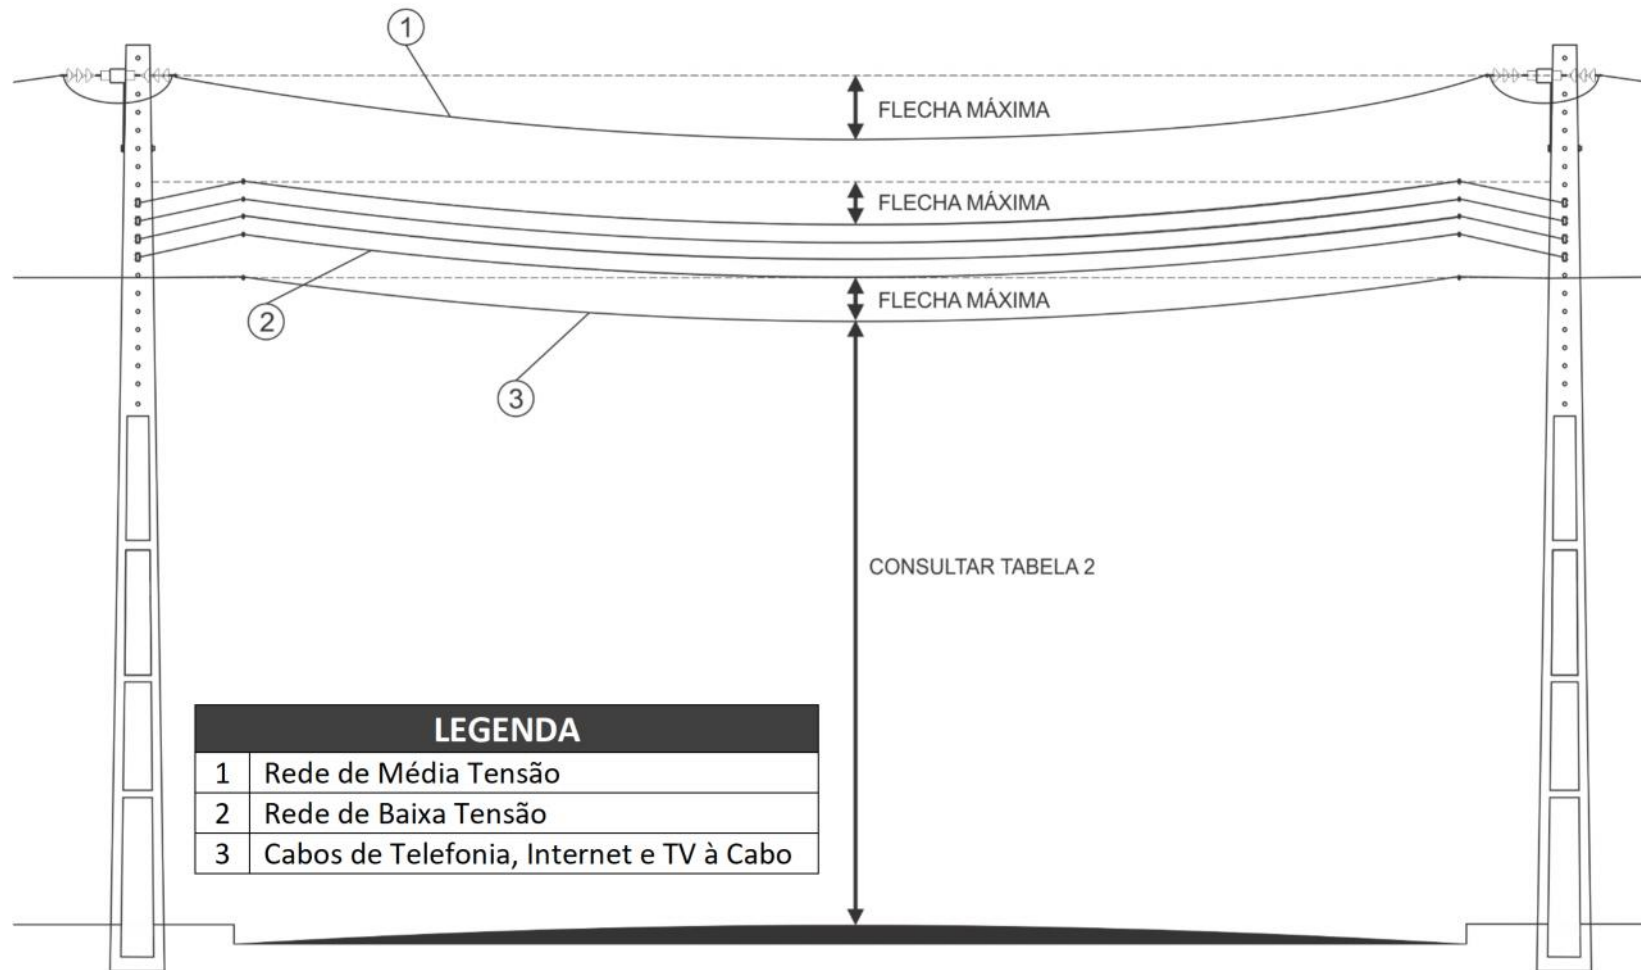 1
FLECHA MÁXIMA
FLECHA MÁXIMA
FLECHA MÁXIMA
2
3
CONSULTAR TABELA 2
LEGENDA
1 Rede de Média Tensão
2 Rede de Baixa Tensão
3 Cabos de Telefonia, Internet e TV à Cabo